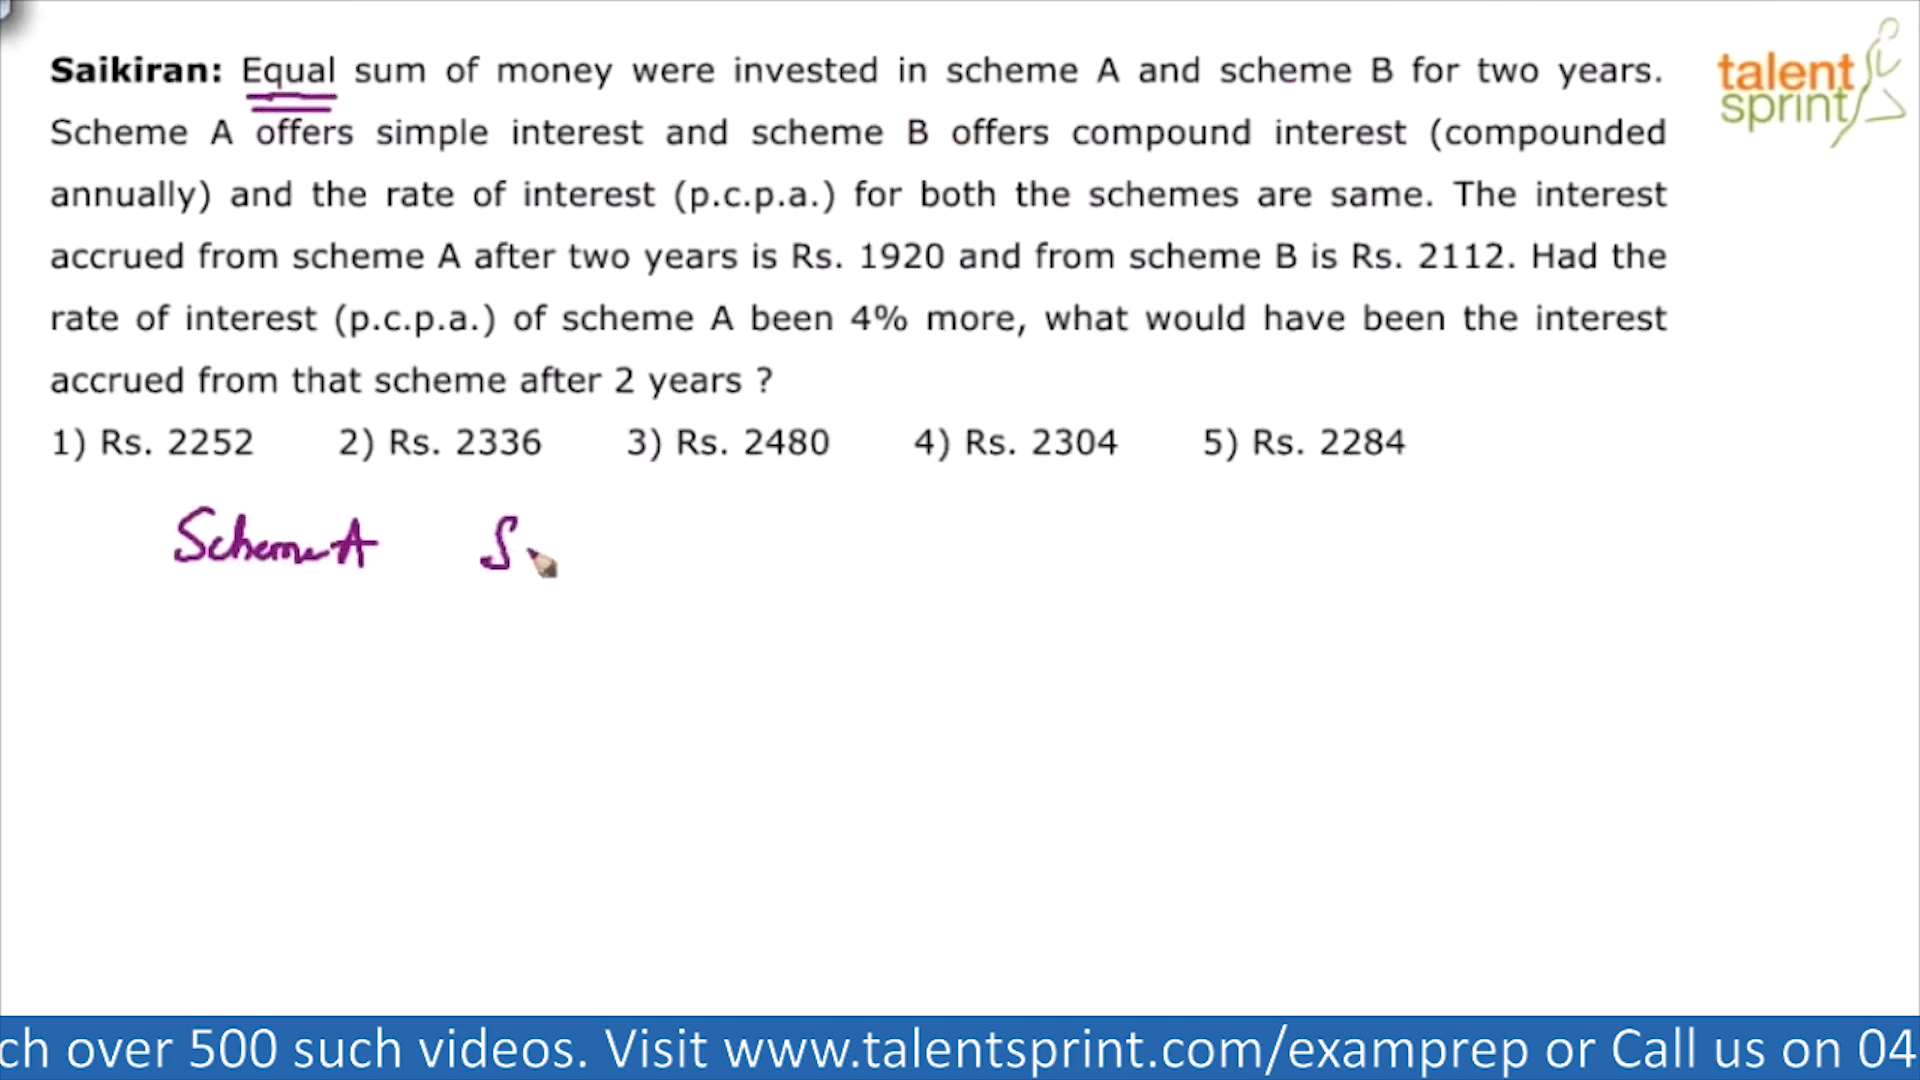 Saikiran: Equal sum of money were invested in scheme A and scheme B for two years.
talent
sprint
Scheme A offers simple interest and scheme B offers compound interest (compounded
annually) and the rate of interest (p.c.p.a.) for both the schemes are same. The interest
accrued from scheme A after two years is Rs. 1920 and from scheme B is Rs. 2112. Had the
rate of interest (p.c.p.a.) of scheme A been 4% more, what would have been the interest
accrued from that scheme after 2 years ?
1) Rs. 2252 2) Rs. 2336 3) Rs. 2480 4) Rs. 2304 5) Rs. 2284
Scheme A S
ch over 500 such videos. Visit www.talentsprint.com/examprep or Call us on 04